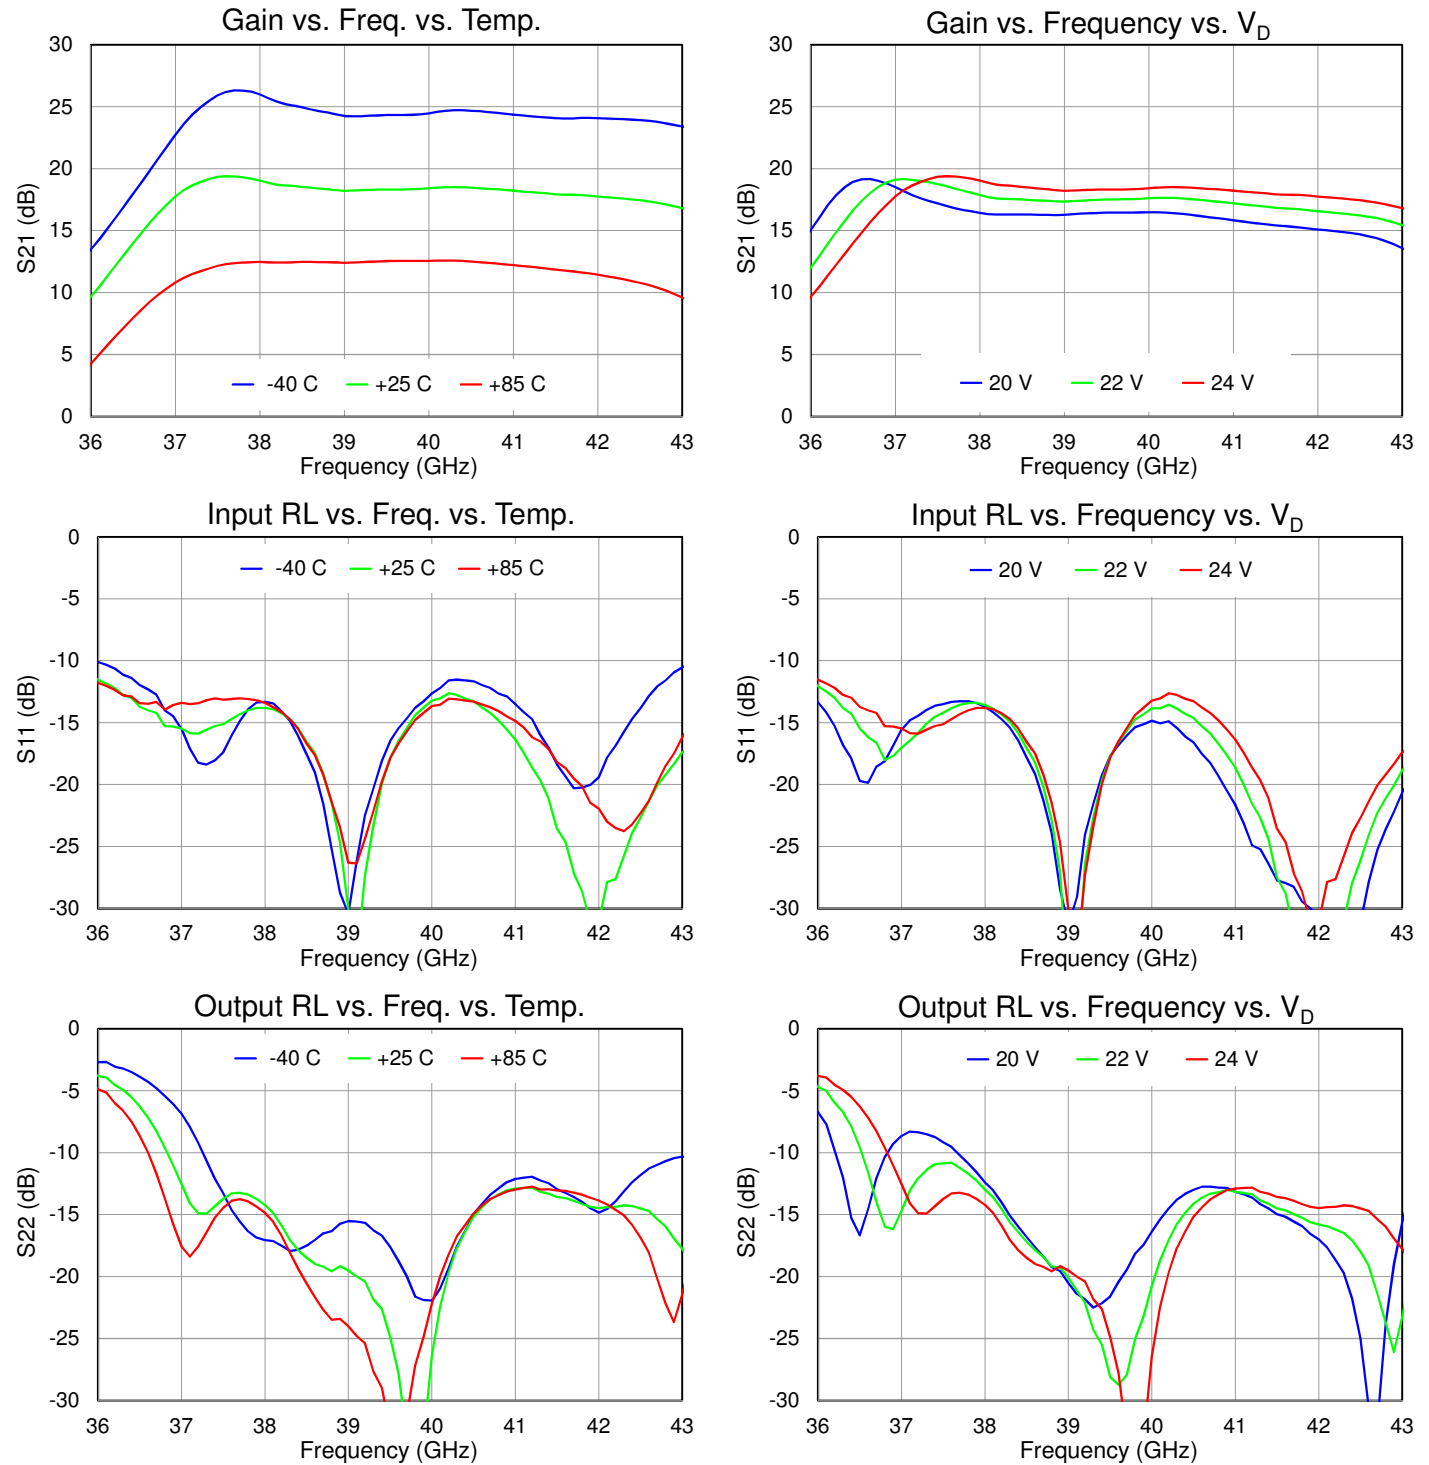 Gain vs. Freq. vs. Temp.
30
25
20
15
10
5
0
S21 (dB)
-40 C +25 C +85 C
36 37 38 39 40 41 42 43
Frequency (GHz)
Gain vs. Frequency vs. VD
30
25
20
15
10
5
0
S21 (dB)
20 V 22 V 24 V
36 37 38 39 40 41 42 43
Frequency (GHz)
Input RL vs. Freq. vs. Temp.
0
-5
-10
-15
-20
-25
-30
S11 (dB)
-40 C +25 C +85 C
36 37 38 39 40 41 42 43
Frequency (GHz)
Input RL vs. Frequency vs. VD
0
-5
-10
-15
-20
-25
-30
S11 (dB)
20 V 22 V 24 V
36 37 38 39 40 41 42 43
Frequency (GHz)
Output RL vs. Freq. vs. Temp.
0
-5
-10
-15
-20
-25
-30
S22 (dB)
-40 C +25 C +85 C
36 37 38 39 40 41 42 43
Frequency (GHz)
Output RL vs. Frequency vs. VD
0
-5
-10
-15
-20
-25
-30
S22 (dB)
20 V 22 V 24 V
36 37 38 39 40 41 42 43
Frequency (GHz)